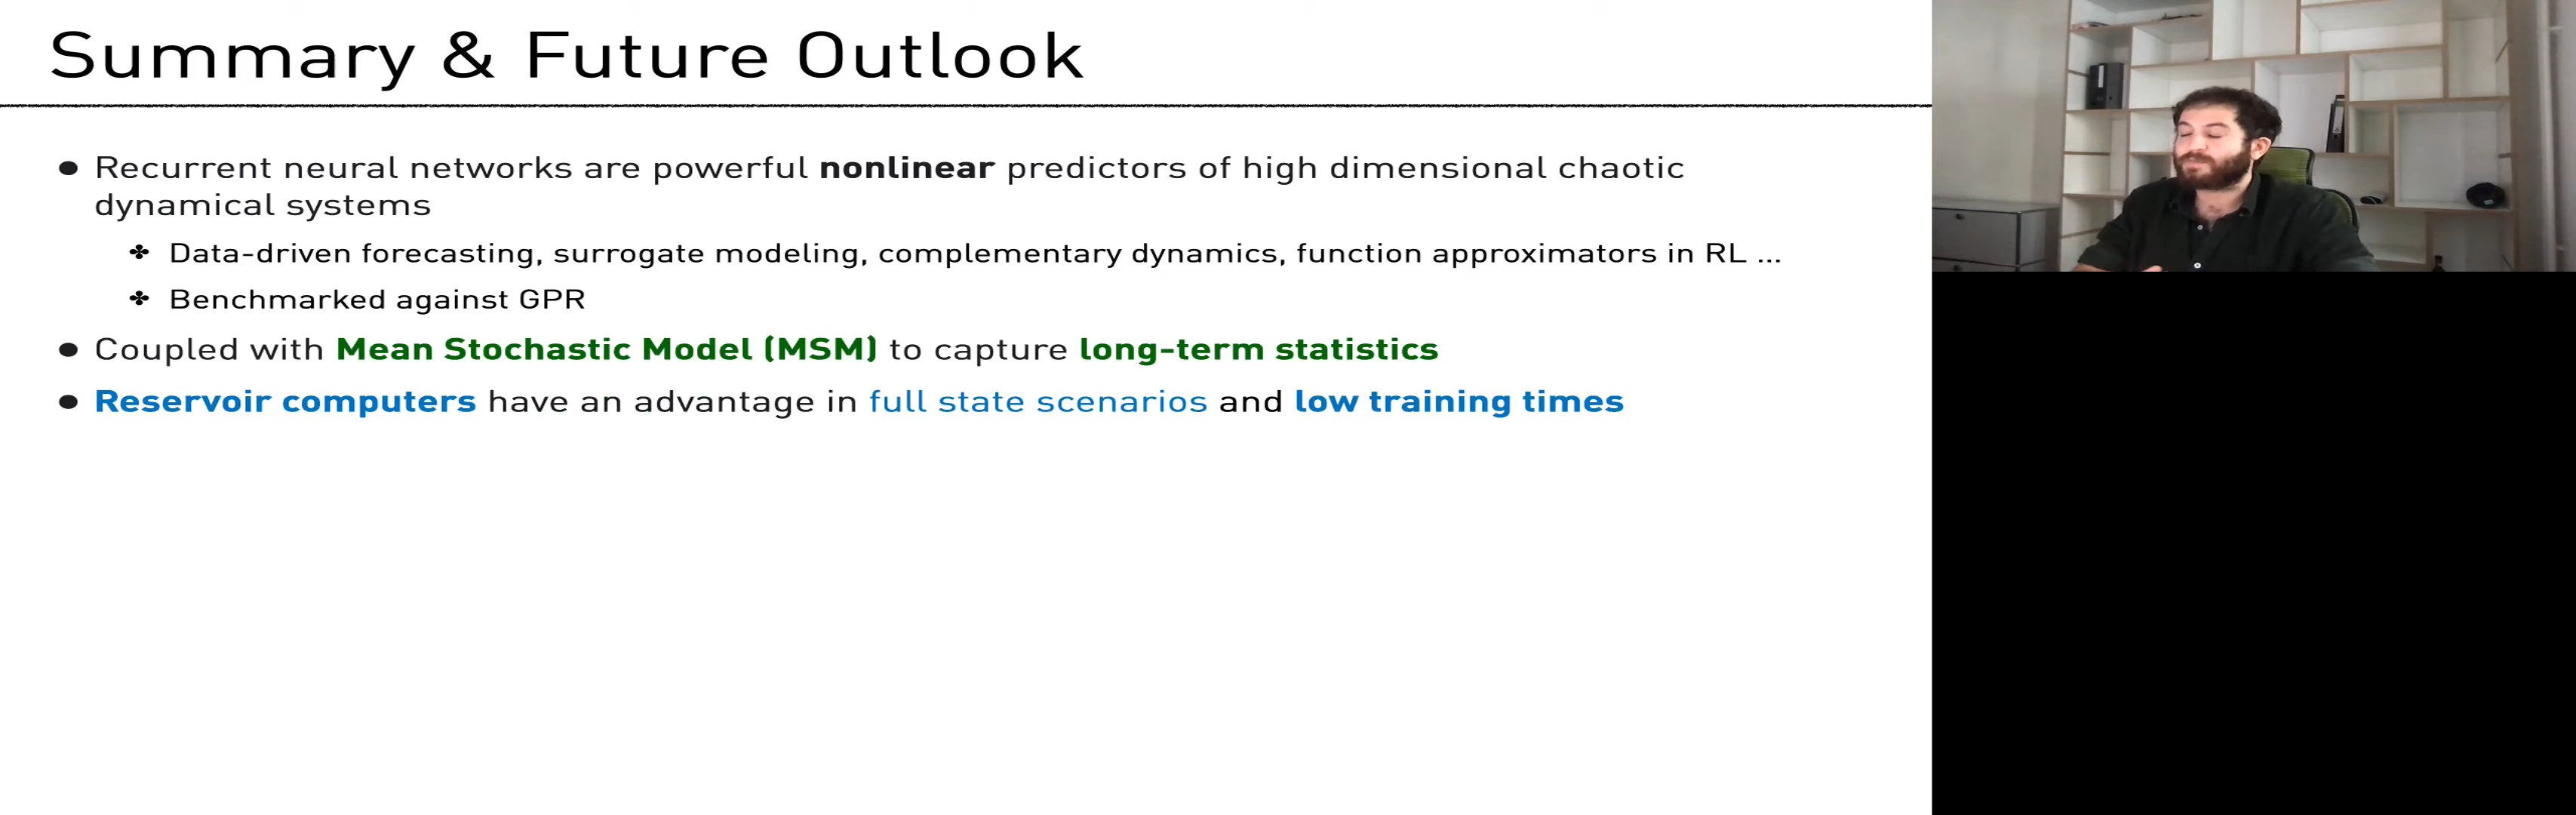 Summary & Future Outlook
● Recurrent neural networks are powerful nonlinear predictors of high dimensional chaotic
dynamical systems
✤ Data-driven forecasting, surrogate modeling, complementary dynamics, function approximators in RL ...
✤ Benchmarked against GPR
● Coupled with Mean Stochastic Model (MSM) to capture long-term statistics
● Reservoir computers have an advantage in full state scenarios and low training times